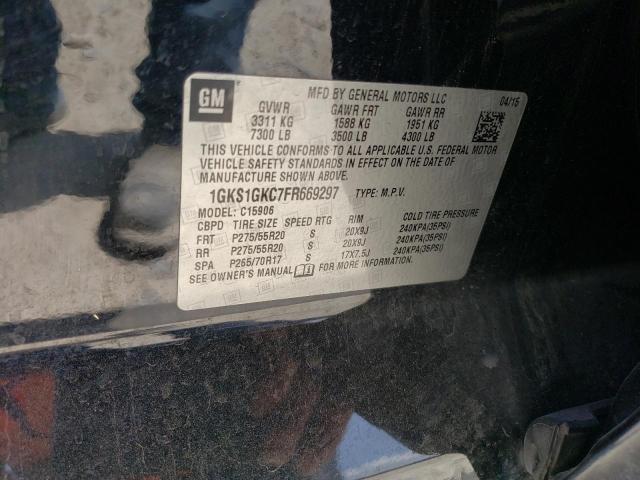 GM
MFD BY GENERAL MOTORS LLC 04/15
GVWR GAWR FRT GAWR RR
3311 KG 1588 KG 1951 KG
7300 LB 3500 LB 4300 LB
THIS VEHICLE CONFORMS TO ALL APPLICABLE U.S. FEDERAL MOTOR
VEHICLE SAFETY STANDARDS IN EFFECT ON THE DATE OF
MANUFACTURE SHOWN ABOVE.
1GKS1GKC7FR669297 TYPE: M.P.V.
MODEL: C15906
CBPD TIRE SIZE SPEED RTG RIM COLD TIRE PRESSURE
FRT P275/55R20 S 20X9J 240KPA(35PSI)
RR P275/55R20 S 20X9J 240KPA(35PSI)
SPA P265/70R17 S 17X7.5J 240KPA(35PSI)
SEE OWNER'S MANUAL FOR MORE INFORMATION.
GM